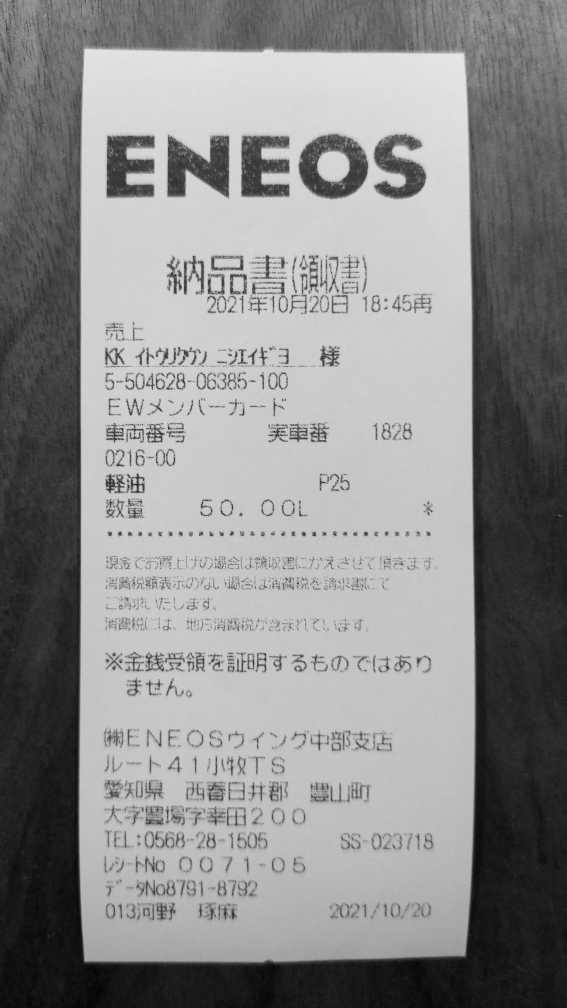 ENEOS
納品書(領収書)
2021年10月20日 18:45再
売上
KK イトウリウウン ニシエイギヨ 様
5-504628-06385-100
EWメンバーカード
車両番号 実車番 1828
0216-00
軽油 P25
数量 50.00L *
現金でお買上げの場合は領収書にかえさせて頂きます。
消費税額表示のない場合は消費税を請求書にて
ご請求いたします。
消費税には、地方消費税が含まれています。
※金銭受領を証明するものではあり
ません。
㈱ENEOSウイング中部支店
ルート41小牧TS
愛知県 西春日井郡 豊山町
大字豊場字幸田200
TEL:0568-28-1505 SS-023718
レシートNo 0071-05
データNo8791-8792
013河野 琢麻 2021/10/20